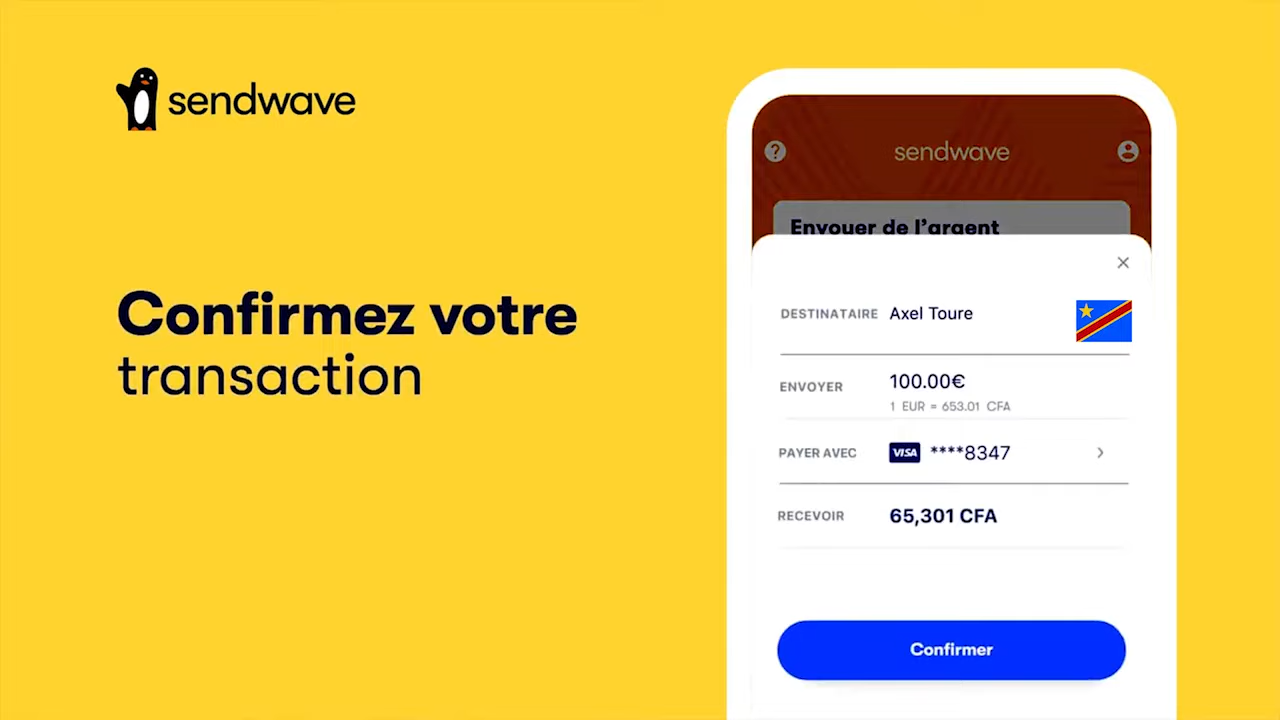 sendwave
Confirmez votre
transaction
sendwave
Envoyer de l'argent
DESTINATAIRE Axel Toure
ENVOYER 100.00€
1 EUR = 653.01 CFA
PAYER AVEC VISA ****8347
RECEVOIR 65,301 CFA
Confirmer